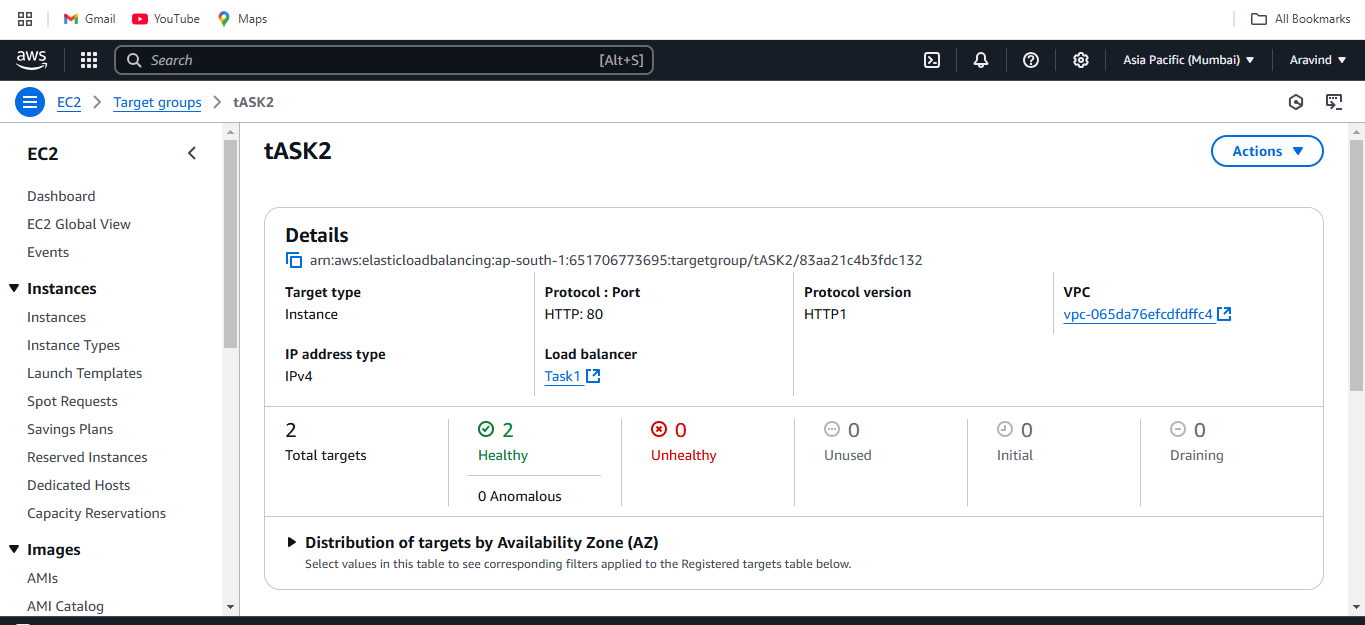 Gmail
YouTube
Maps
All Bookmarks
aws
Search
[Alt+S]
Asia Pacific (Mumbai)
Aravind
EC2
Target groups
tASK2
EC2
Dashboard
EC2 Global View
Events
Instances
Instances
Instance Types
Launch Templates
Spot Requests
Savings Plans
Reserved Instances
Dedicated Hosts
Capacity Reservations
Images
AMIs
AMI Catalog
tASK2
Actions
Details
arn:aws:elasticloadbalancing:ap-south-1:651706773695:targetgroup/tASK2/83aa21c4b3fdc132
Target type
Instance
Protocol : Port
HTTP: 80
Protocol version
HTTP1
VPC
vpc-065da76efcdfdffc4
IP address type
IPv4
Load balancer
Task1
2
Total targets
2
Healthy
0 Anomalous
0
Unhealthy
0
Unused
0
Initial
0
Draining
Distribution of targets by Availability Zone (AZ)
Select values in this table to see corresponding filters applied to the Registered targets table below.